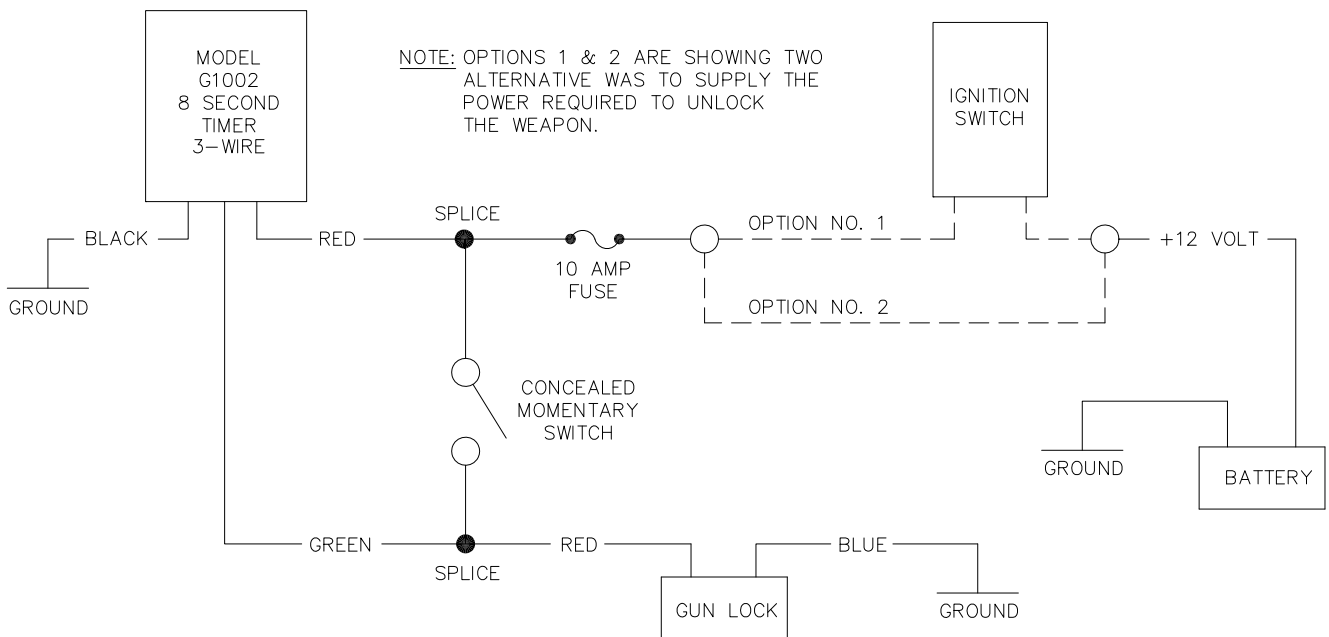 MODEL
G1002
8 SECOND
TIMER
3-WIRE
NOTE: OPTIONS 1 & 2 ARE SHOWING TWO
ALTERNATIVE WAS TO SUPPLY THE
POWER REQUIRED TO UNLOCK
THE WEAPON.
IGNITION
SWITCH
SPLICE
BLACK
RED
OPTION NO. 1
+12 VOLT
10 AMP
FUSE
GROUND
OPTION NO. 2
CONCEALED
MOMENTARY
SWITCH
GROUND
BATTERY
GREEN
RED
BLUE
SPLICE
GUN LOCK
GROUND